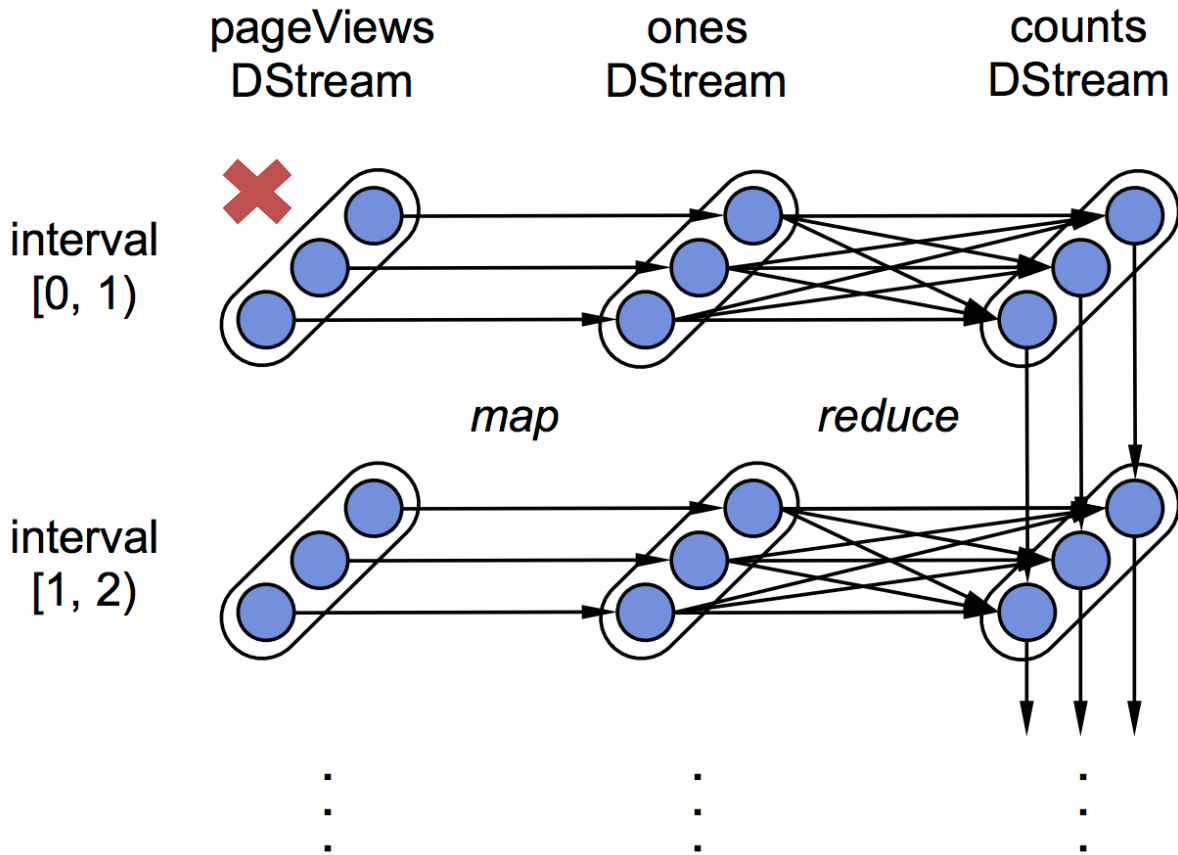 pageViews
DStream
ones
DStream
counts
DStream
interval
[0, 1)
map
reduce
interval
[1, 2)